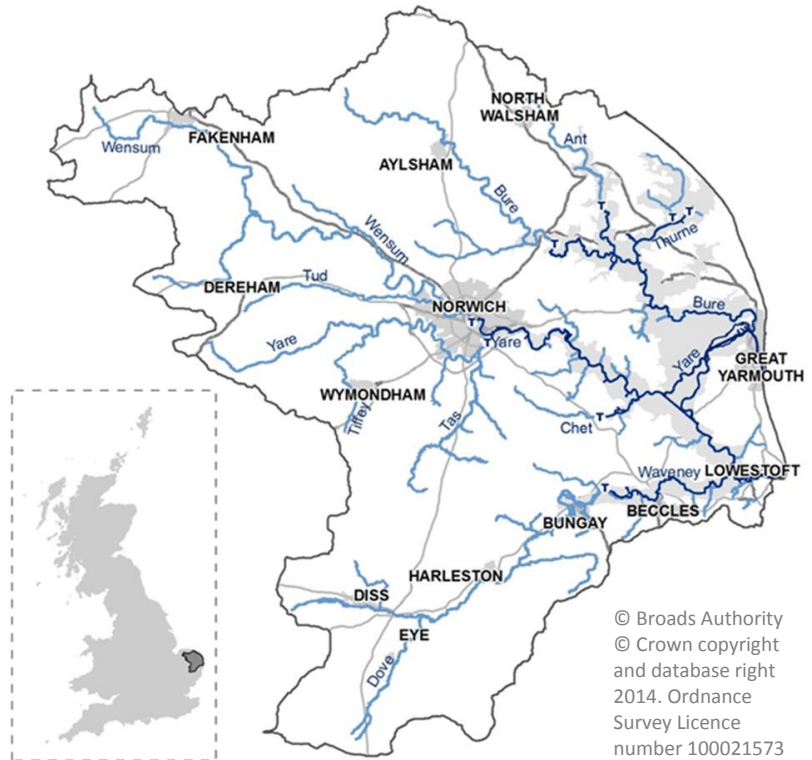 NORTH
WALSHAM
FAKENHAM
Wensum
Ant
AYLSHAM
Bure
T
T
T
Wensum
Thurne
T
DEREHAM
Tud
NORWICH
Bure
T
T
Yare
Yare
Yare
GREAT
YARMOUTH
WYMONDHAM
Tiffey
Tas
Chet
T
Waveney
LOWESTOFT
T
BECCLES
BUNGAY
HARLESTON
DISS
EYE
Dove
© Broads Authority
© Crown copyright
and database right
2014. Ordnance
Survey Licence
number 100021573